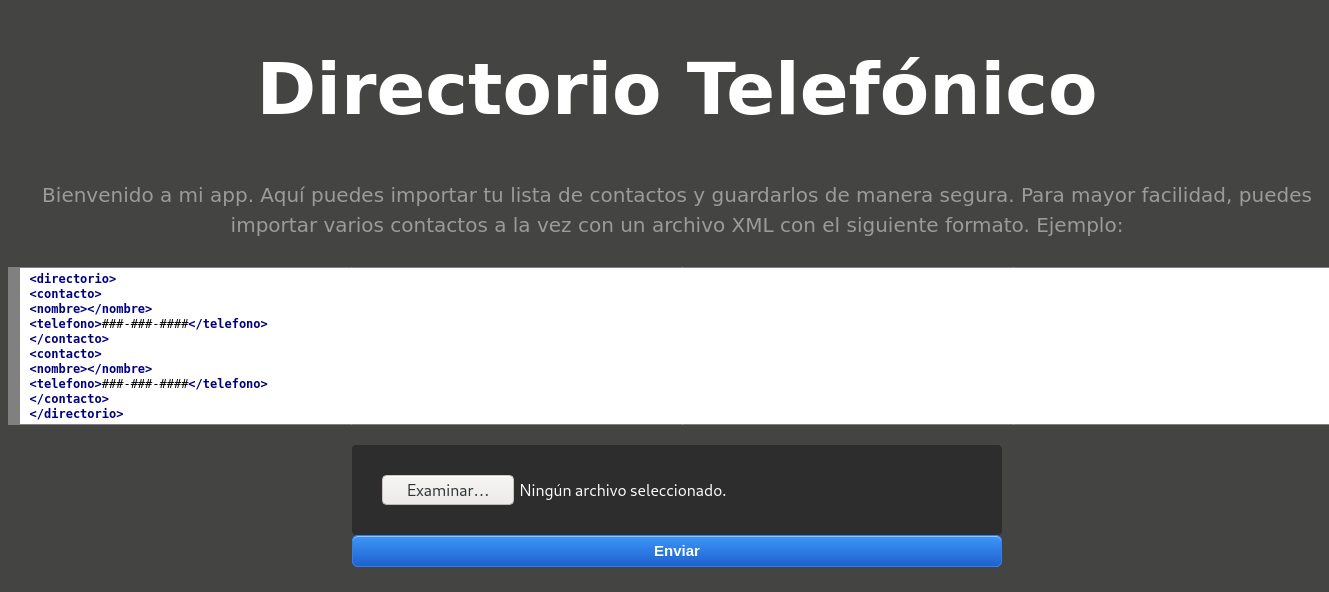 Directorio Telefónico
Bienvenido a mi app. Aquí puedes importar tu lista de contactos y guardarlos de manera segura. Para mayor facilidad, puedes
importar varios contactos a la vez con un archivo XML con el siguiente formato. Ejemplo:
<directorio>
<contacto>
<nombre></nombre>
<telefono>###-###-####</telefono>
</contacto>
<contacto>
<nombre></nombre>
<telefono>###-###-####</telefono>
</contacto>
</directorio>
Examinar... Ningún archivo seleccionado.
Enviar